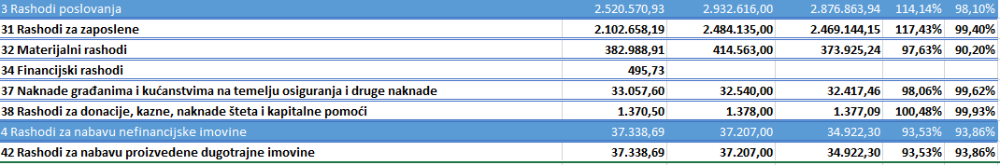 3 Rashodi poslovanja 2.520.570,93 2.932.616,00 2.876.863,94 114,14% 98,10%
31 Rashodi za zaposlene 2.102.658,19 2.484.135,00 2.469.144,15 117,43% 99,40%
32 Materijalni rashodi 382.988,91 414.563,00 373.925,24 97,63% 90,20%
34 Financijski rashodi 495,73
37 Naknade građanima i kućanstvima na temelju osiguranja i druge naknade 33.057,60 32.540,00 32.417,46 98,06% 99,62%
38 Rashodi za donacije, kazne, naknade šteta i kapitalne pomoći 1.370,50 1.378,00 1.377,09 100,48% 99,93%
4 Rashodi za nabavu nefinancijske imovine 37.338,69 37.207,00 34.922,30 93,53% 93,86%
42 Rashodi za nabavu proizvedene dugotrajne imovine 37.338,69 37.207,00 34.922,30 93,53% 93,86%